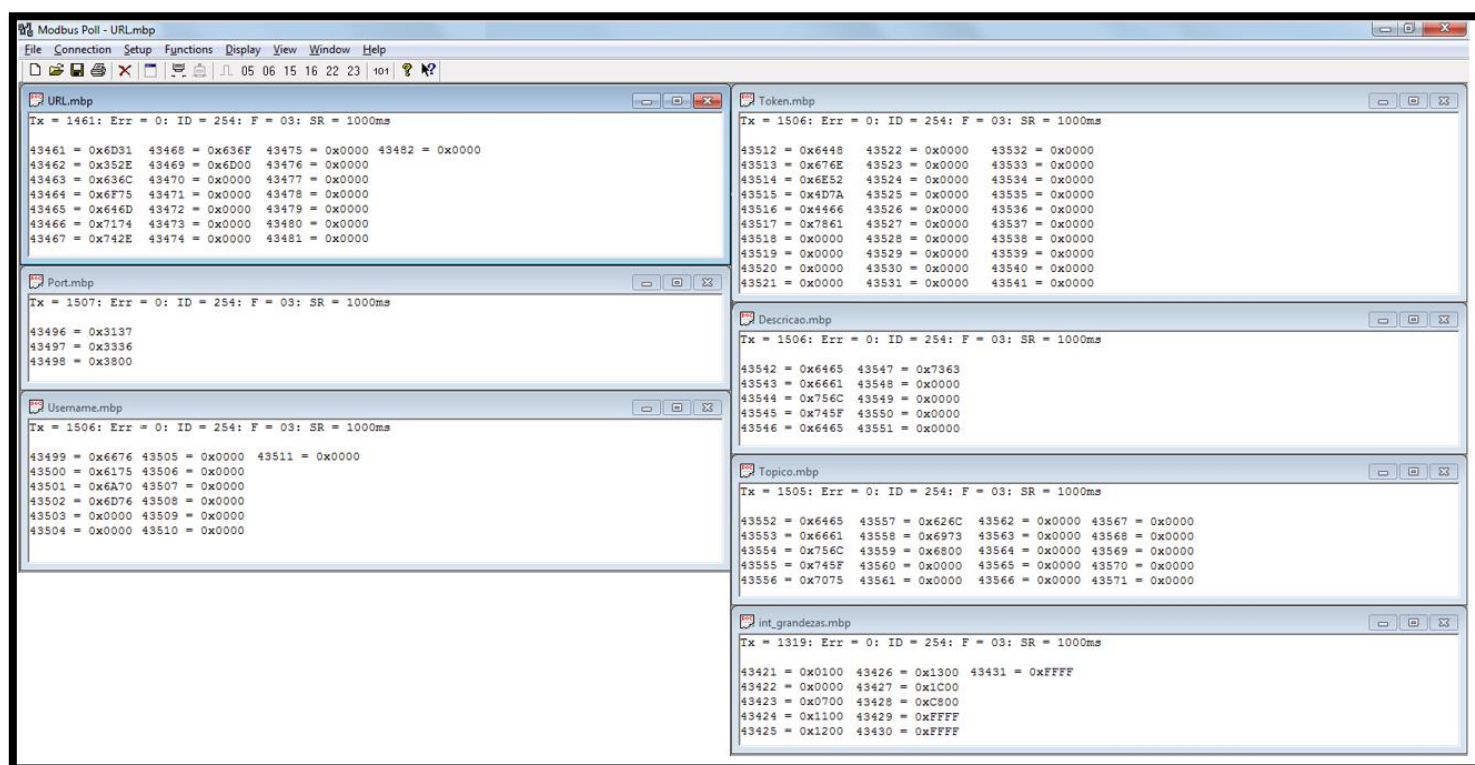 Modbus Poll - URL.mbp
File Connection Setup Functions Display View Window Help
05 06 15 16 22 23 101
URL.mbp
Tx = 1461: Err = 0: ID = 254: F = 03: SR = 1000ms
43461 = 0x6D31 43468 = 0x636F 43475 = 0x0000 43482 = 0x0000
43462 = 0x352E 43469 = 0x6D00 43476 = 0x0000
43463 = 0x636C 43470 = 0x0000 43477 = 0x0000
43464 = 0x6F75 43471 = 0x0000 43478 = 0x0000
43465 = 0x646D 43472 = 0x0000 43479 = 0x0000
43466 = 0x7174 43473 = 0x0000 43480 = 0x0000
43467 = 0x742E 43474 = 0x0000 43481 = 0x0000
Port.mbp
Tx = 1507: Err = 0: ID = 254: F = 03: SR = 1000ms
43496 = 0x3137
43497 = 0x3336
43498 = 0x3800
Username.mbp
Tx = 1506: Err = 0: ID = 254: F = 03: SR = 1000ms
43499 = 0x6676 43505 = 0x0000 43511 = 0x0000
43500 = 0x6175 43506 = 0x0000
43501 = 0x6A70 43507 = 0x0000
43502 = 0x6D76 43508 = 0x0000
43503 = 0x0000 43509 = 0x0000
43504 = 0x0000 43510 = 0x0000
Token.mbp
Tx = 1506: Err = 0: ID = 254: F = 03: SR = 1000ms
43512 = 0x6448 43522 = 0x0000 43532 = 0x0000
43513 = 0x676E 43523 = 0x0000 43533 = 0x0000
43514 = 0x6E52 43524 = 0x0000 43534 = 0x0000
43515 = 0x4D7A 43525 = 0x0000 43535 = 0x0000
43516 = 0x4466 43526 = 0x0000 43536 = 0x0000
43517 = 0x7861 43527 = 0x0000 43537 = 0x0000
43518 = 0x0000 43528 = 0x0000 43538 = 0x0000
43519 = 0x0000 43529 = 0x0000 43539 = 0x0000
43520 = 0x0000 43530 = 0x0000 43540 = 0x0000
43521 = 0x0000 43531 = 0x0000 43541 = 0x0000
Descricao.mbp
Tx = 1506: Err = 0: ID = 254: F = 03: SR = 1000ms
43542 = 0x6465 43547 = 0x7363
43543 = 0x6661 43548 = 0x0000
43544 = 0x756C 43549 = 0x0000
43545 = 0x745F 43550 = 0x0000
43546 = 0x6465 43551 = 0x0000
Topico.mbp
Tx = 1505: Err = 0: ID = 254: F = 03: SR = 1000ms
43552 = 0x6465 43557 = 0x626C 43562 = 0x0000 43567 = 0x0000
43553 = 0x6661 43558 = 0x6973 43563 = 0x0000 43568 = 0x0000
43554 = 0x756C 43559 = 0x6800 43564 = 0x0000 43569 = 0x0000
43555 = 0x745F 43560 = 0x0000 43565 = 0x0000 43570 = 0x0000
43556 = 0x7075 43561 = 0x0000 43566 = 0x0000 43571 = 0x0000
int_grandezas.mbp
Tx = 1319: Err = 0: ID = 254: F = 03: SR = 1000ms
43421 = 0x0100 43426 = 0x1300 43431 = 0xFFFF
43422 = 0x0000 43427 = 0x1C00
43423 = 0x0700 43428 = 0xC800
43424 = 0x1100 43429 = 0xFFFF
43425 = 0x1200 43430 = 0xFFFF